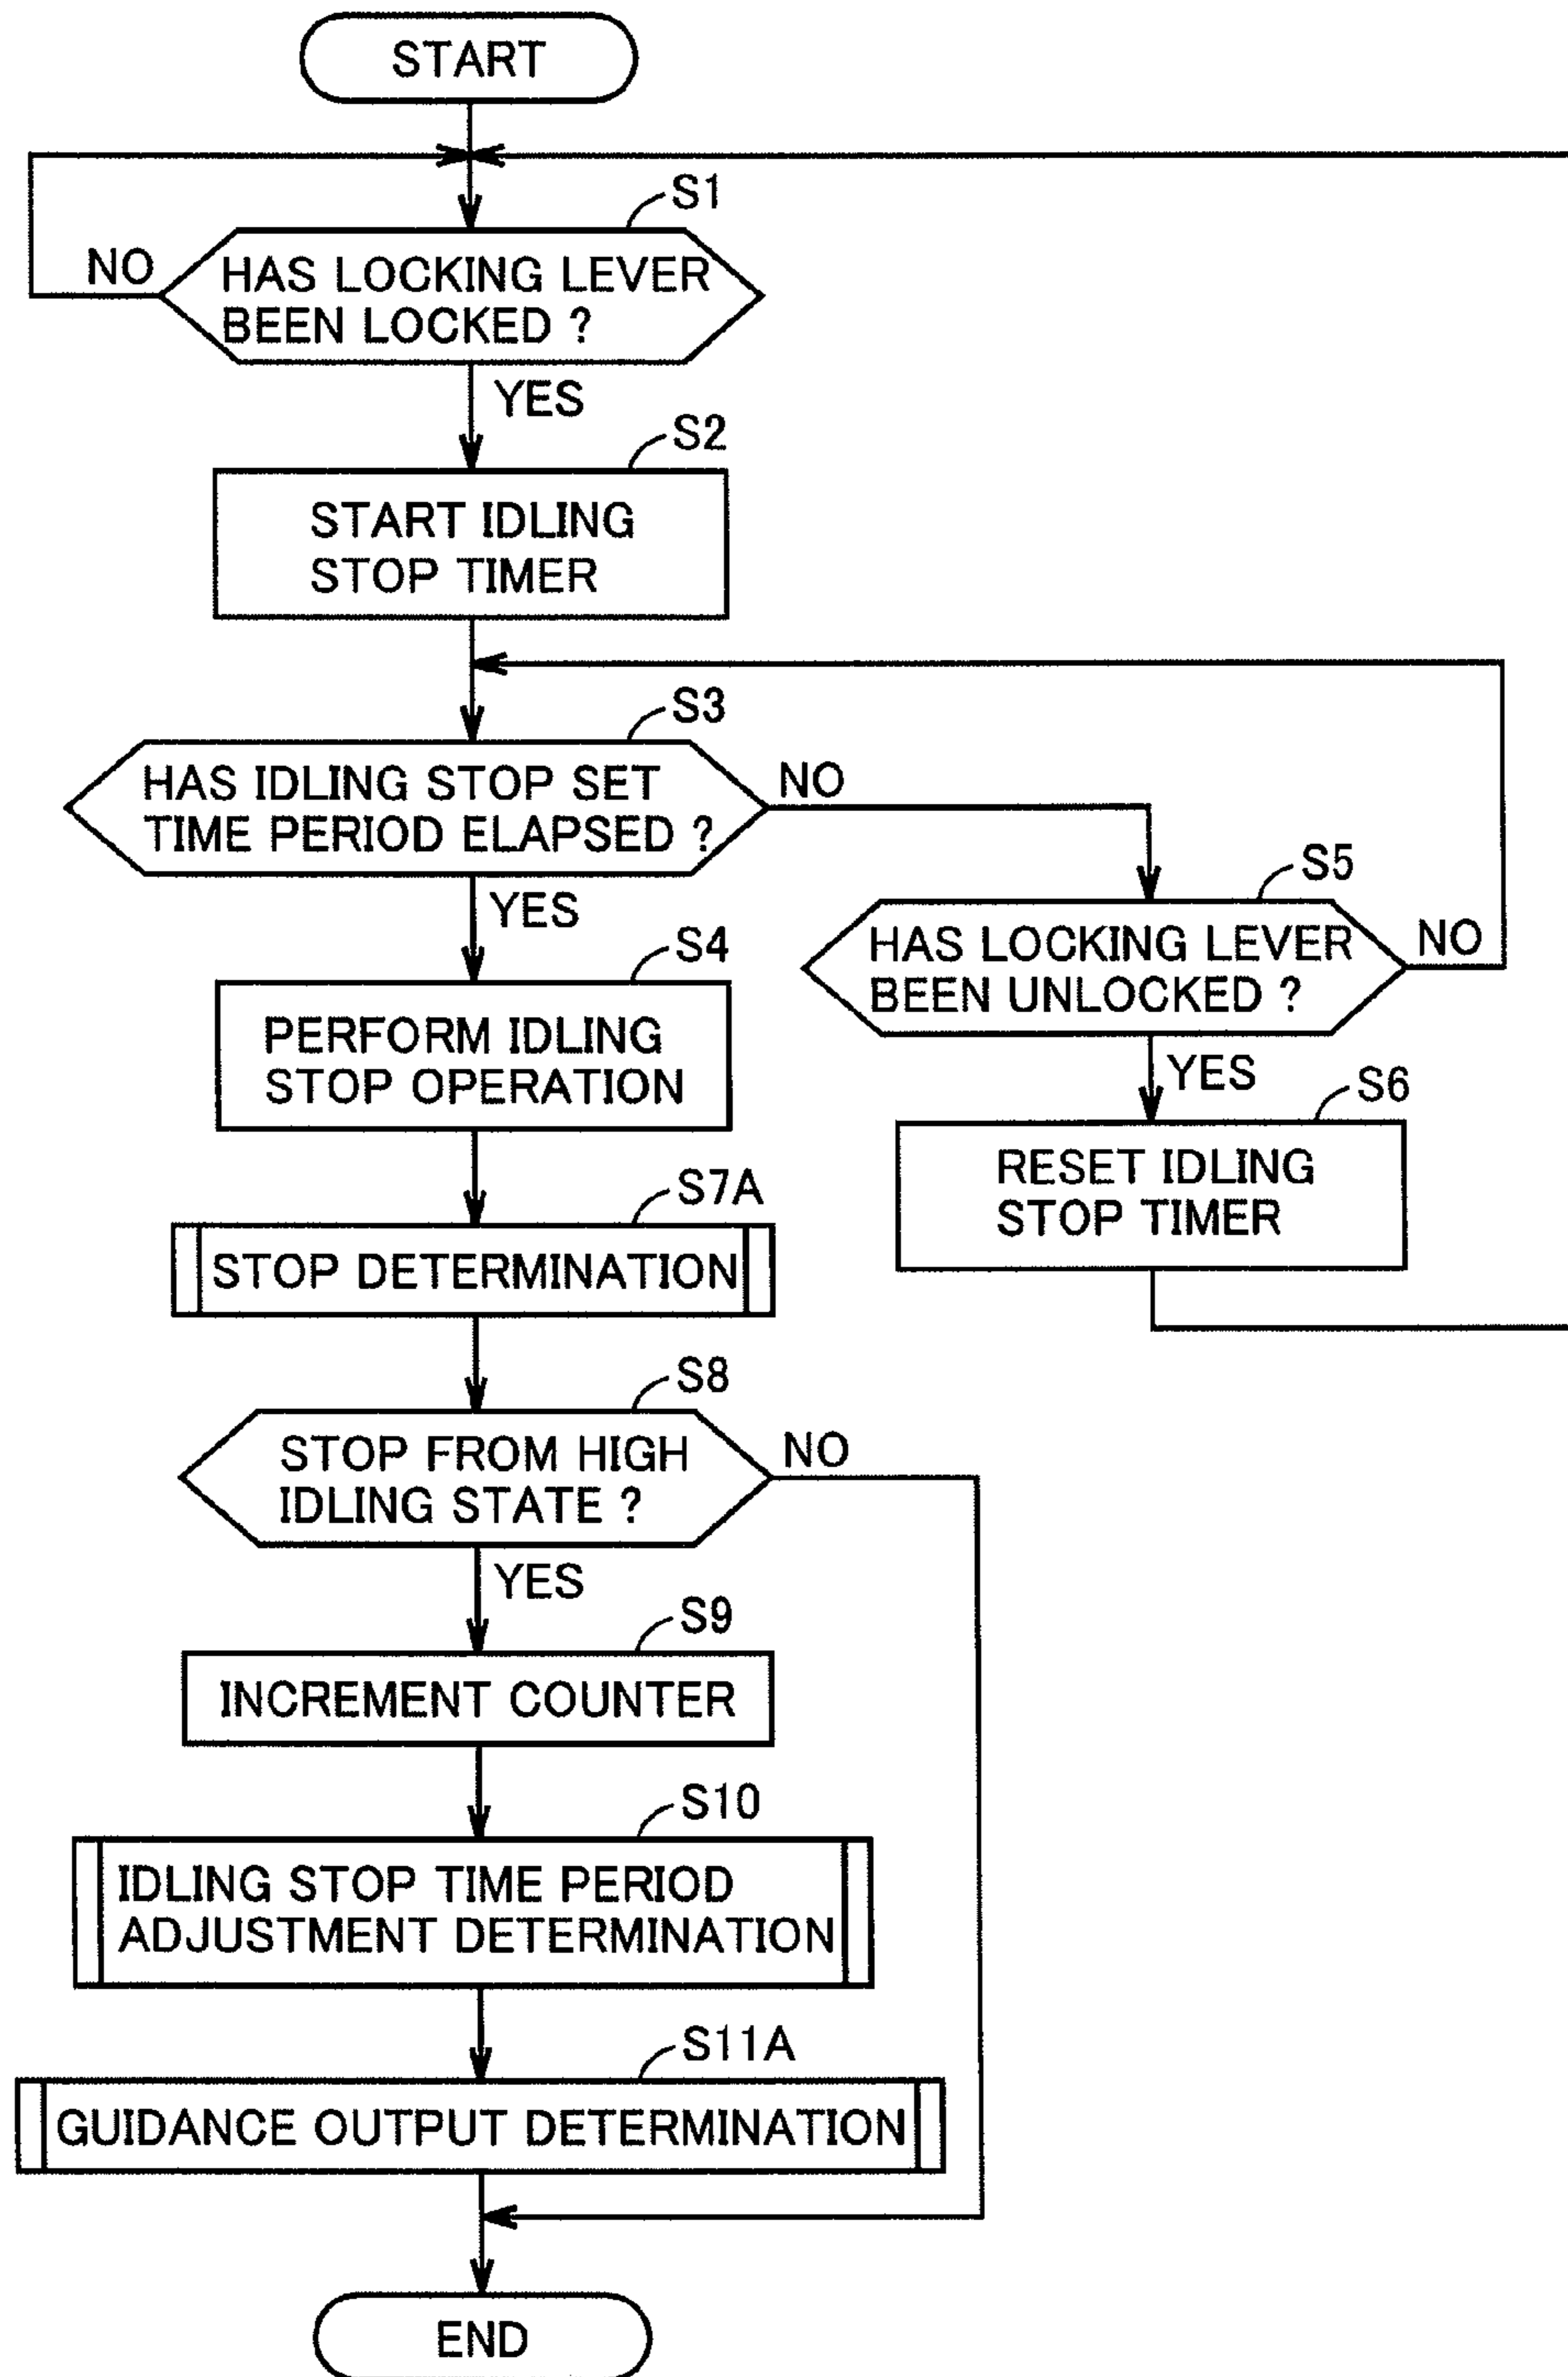 START
S1
NO
HAS LOCKING LEVER
BEEN LOCKED ?
YES
S2
START IDLING
STOP TIMER
S3
HAS IDLING STOP SET
TIME PERIOD ELAPSED ?
NO
YES
S5
HAS LOCKING LEVER
BEEN UNLOCKED ?
NO
YES
S4
PERFORM IDLING
STOP OPERATION
S6
RESET IDLING
STOP TIMER
S7A
STOP DETERMINATION
S8
STOP FROM HIGH
IDLING STATE ?
NO
YES
S9
INCREMENT COUNTER
S10
IDLING STOP TIME PERIOD
ADJUSTMENT DETERMINATION
S11A
GUIDANCE OUTPUT DETERMINATION
END